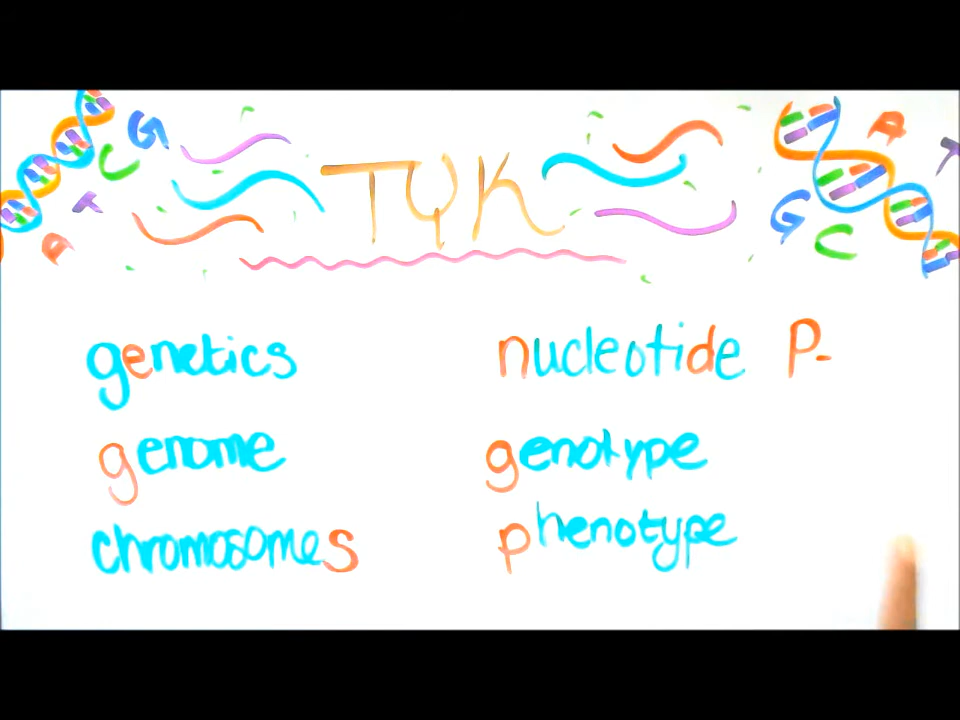 G
C
T
A
TYK
A
T
G
C
genetics
genome
chromosomes
nucleotide P-
genotype
phenotype